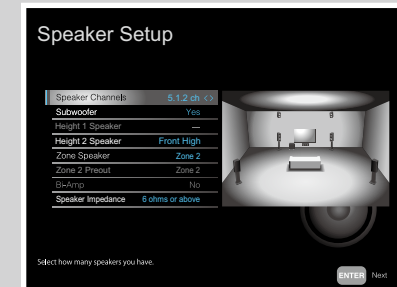 Speaker Setup
Speaker Channels 5.1.2 ch < >
Subwoofer Yes
Height 1 Speaker —
Height 2 Speaker Front High
Zone Speaker Zone 2
Zone 2 Preout Zone 2
Bi-Amp No
Speaker Impedance 6 ohms or above
Select how many speakers you have.
ENTER Next